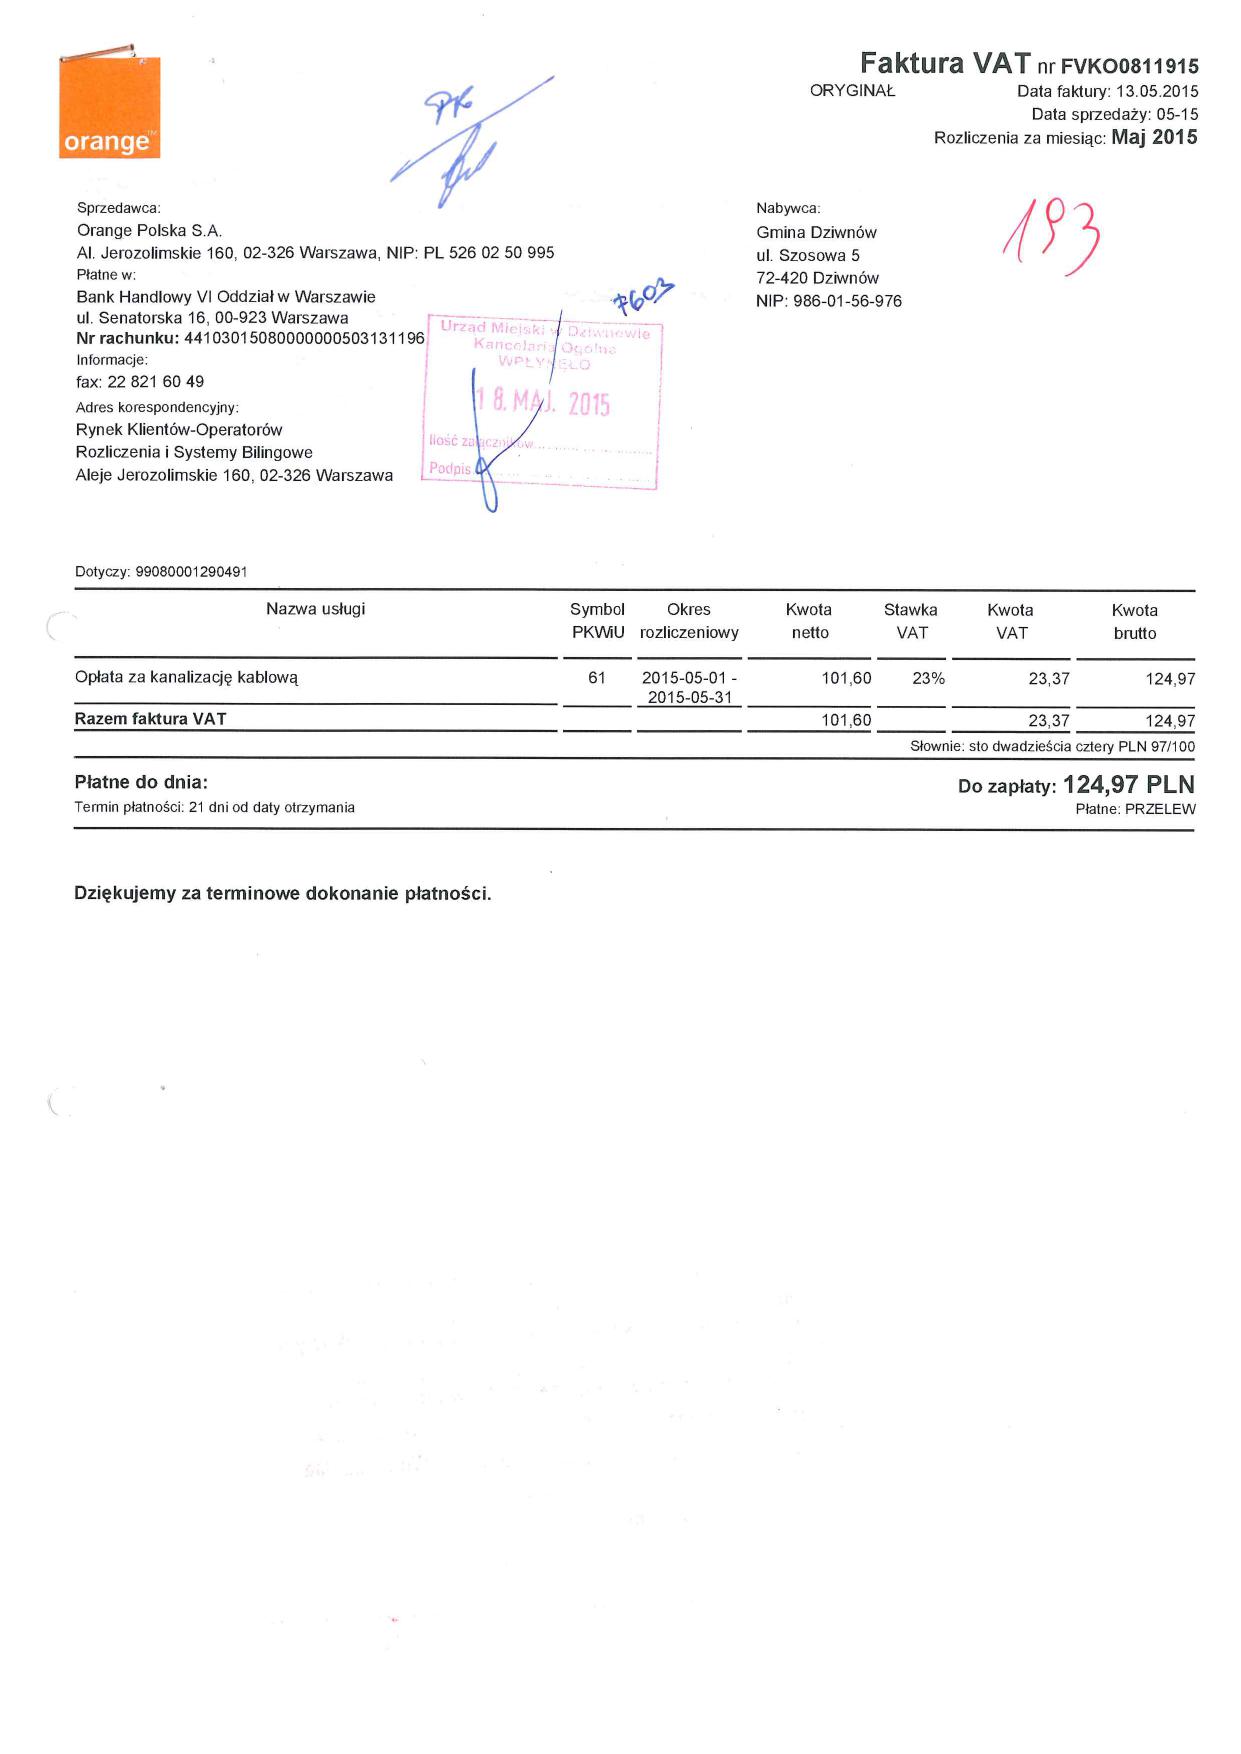 orange™
Faktura VAT nr FVKO0811915
ORYGINAŁ
Data faktury: 13.05.2015
Data sprzedaży: 05-15
Rozliczenia za miesiąc: Maj 2015
193
Sprzedawca:
Orange Polska S.A.
Al. Jerozolimskie 160, 02-326 Warszawa, NIP: PL 526 02 50 995
Płatne w:
Bank Handlowy VI Oddział w Warszawie
ul. Senatorska 16, 00-923 Warszawa
Nr rachunku: 44103015080000000503131196
Informacje:
fax: 22 821 60 49
Adres korespondencyjny:
Rynek Klientów-Operatorów
Rozliczenia i Systemy Bilingowe
Aleje Jerozolimskie 160, 02-326 Warszawa
Nabywca:
Gmina Dziwnów
ul. Szosowa 5
72-420 Dziwnów
NIP: 986-01-56-976
7603
Urzad Miejski w Dziwnowie
Kancelaria Ogólna
WPŁYNĘŁO
18. MAJ. 2015
Ilość załączników
Podpis
Dotyczy: 99080001290491
Nazwa usługi Symbol PKWiU Okres rozliczeniowy Kwota netto Stawka VAT Kwota VAT Kwota brutto
Opłata za kanalizację kablową 61 2015-05-01 - 2015-05-31 101,60 23% 23,37 124,97
Razem faktura VAT 101,60 23,37 124,97
Słownie: sto dwadzieścia cztery PLN 97/100
Płatne do dnia:
Do zapłaty: 124,97 PLN
Termin płatności: 21 dni od daty otrzymania
Płatne: PRZELEW
Dziękujemy za terminowe dokonanie płatności.